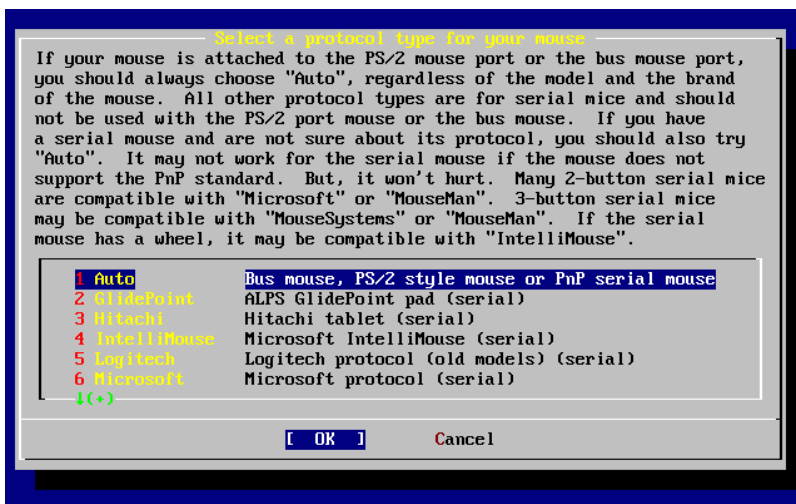 Select a protocol type for your mouse
If your mouse is attached to the PS/2 mouse port or the bus mouse port,
you should always choose "Auto", regardless of the model and the brand
of the mouse.  All other protocol types are for serial mice and should
not be used with the PS/2 port mouse or the bus mouse.  If you have
a serial mouse and are not sure about its protocol, you should also try
"Auto".  It may not work for the serial mouse if the mouse does not
support the PnP standard.  But, it won't hurt.  Many 2-button serial mice
are compatible with "Microsoft" or "MouseMan".  3-button serial mice
may be compatible with "MouseSystems" or "MouseMan".  If the serial
mouse has a wheel, it may be compatible with "IntelliMouse".
1 Auto Bus mouse, PS/2 style mouse or PnP serial mouse
2 GlidePoint ALPS GlidePoint pad (serial)
3 Hitachi Hitachi tablet (serial)
4 IntelliMouse Microsoft IntelliMouse (serial)
5 Logitech Logitech protocol (old models) (serial)
6 Microsoft Microsoft protocol (serial)
↓(+)
[ OK ] Cancel